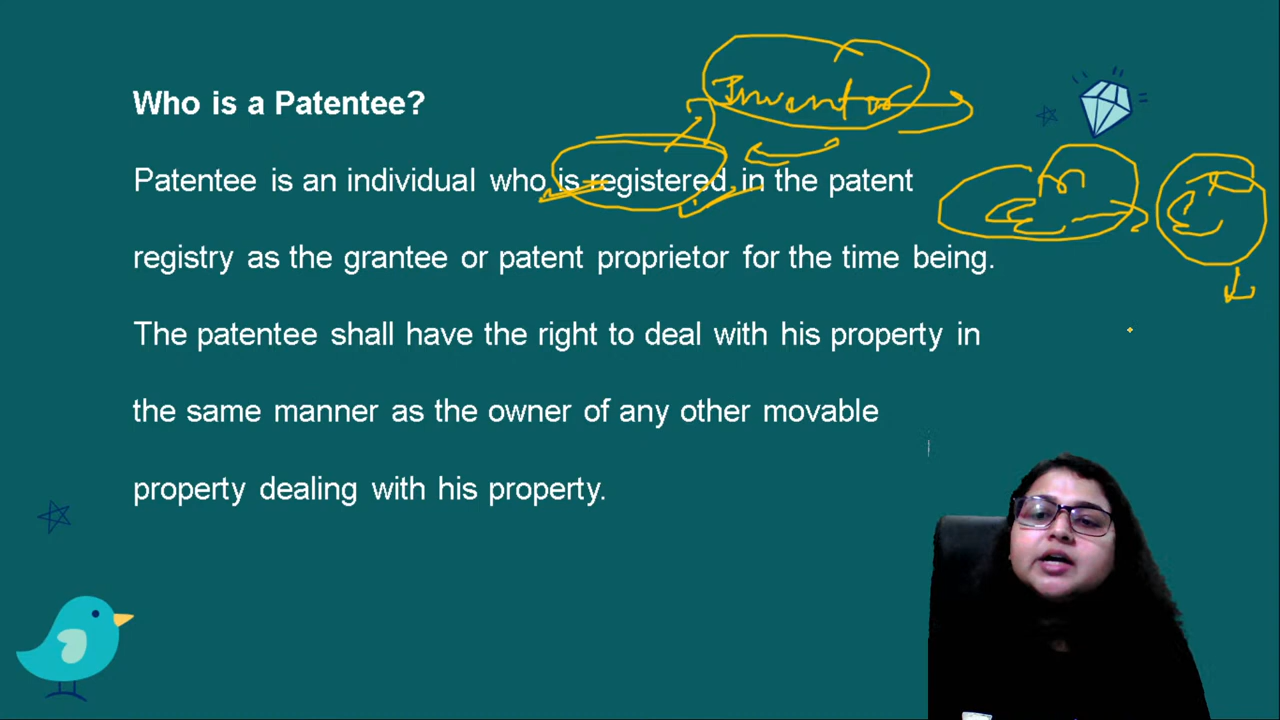 Who is a Patentee?
Inventor
Patentee is an individual who is registered in the patent
registry as the grantee or patent proprietor for the time being.
The patentee shall have the right to deal with his property in
the same manner as the owner of any other movable
property dealing with his property.